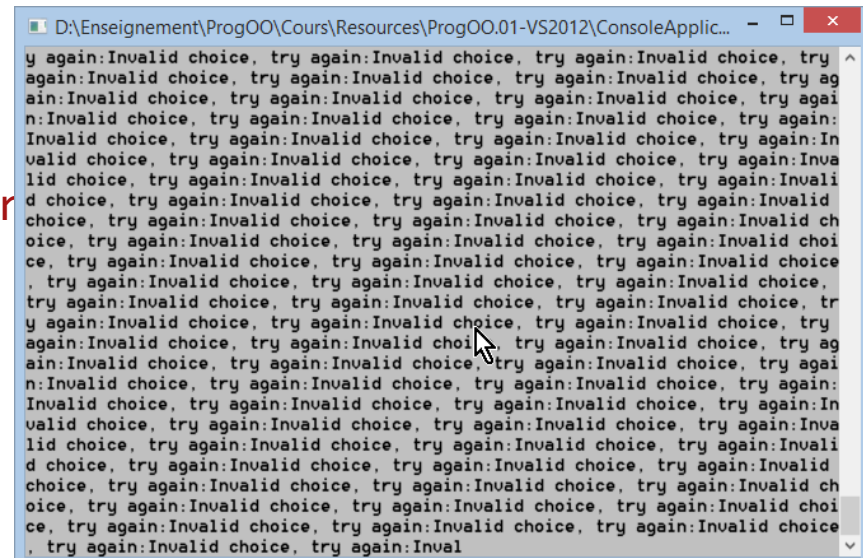 D:\Enseignement\ProgOO\Cours\Resources\ProgOO.01-VS2012\ConsoleApplic...
y again:Invalid choice, try again:Invalid choice, try again:Invalid choice, try
again:Invalid choice, try again:Invalid choice, try again:Invalid choice, try ag
ain:Invalid choice, try again:Invalid choice, try again:Invalid choice, try agai
n:Invalid choice, try again:Invalid choice, try again:Invalid choice, try again:
Invalid choice, try again:Invalid choice, try again:Invalid choice, try again:In
valid choice, try again:Invalid choice, try again:Invalid choice, try again:Inva
lid choice, try again:Invalid choice, try again:Invalid choice, try again:Invali
d choice, try again:Invalid choice, try again:Invalid choice, try again:Invalid
choice, try again:Invalid choice, try again:Invalid choice, try again:Invalid ch
oice, try again:Invalid choice, try again:Invalid choice, try again:Invalid choi
ce, try again:Invalid choice, try again:Invalid choice, try again:Invalid choice
, try again:Invalid choice, try again:Invalid choice, try again:Invalid choice,
try again:Invalid choice, try again:Invalid choice, try again:Invalid choice, tr
y again:Invalid choice, try again:Invalid choice, try again:Invalid choice, try
again:Invalid choice, try again:Invalid choice, try again:Invalid choice, try ag
ain:Invalid choice, try again:Invalid choice, try again:Invalid choice, try agai
n:Invalid choice, try again:Invalid choice, try again:Invalid choice, try again:
Invalid choice, try again:Invalid choice, try again:Invalid choice, try again:In
valid choice, try again:Invalid choice, try again:Invalid choice, try again:Inva
lid choice, try again:Invalid choice, try again:Invalid choice, try again:Invali
d choice, try again:Invalid choice, try again:Invalid choice, try again:Invalid
choice, try again:Invalid choice, try again:Invalid choice, try again:Invalid ch
oice, try again:Invalid choice, try again:Invalid choice, try again:Invalid choi
ce, try again:Invalid choice, try again:Invalid choice, try again:Invalid choice
, try again:Invalid choice, try again:Inval